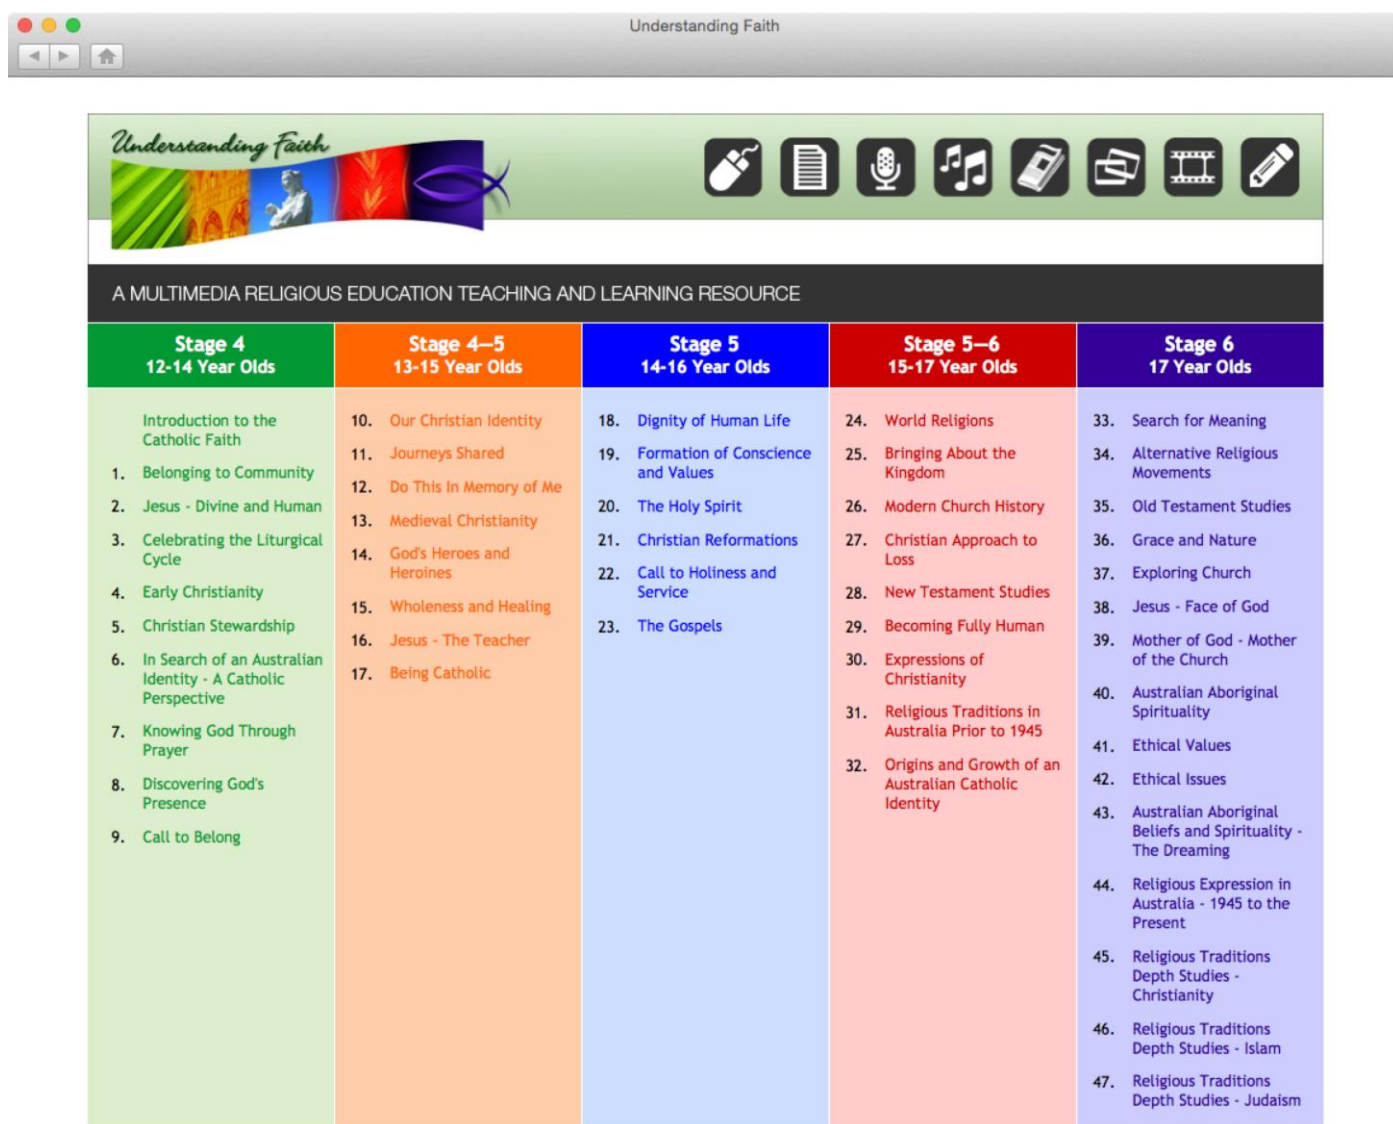 Understanding Faith
Understanding Faith
A MULTIMEDIA RELIGIOUS EDUCATION TEACHING AND LEARNING RESOURCE
Stage 4
12-14 Year Olds
Introduction to the
Catholic Faith
1. Belonging to Community
2. Jesus - Divine and Human
3. Celebrating the Liturgical
Cycle
4. Early Christianity
5. Christian Stewardship
6. In Search of an Australian
Identity - A Catholic
Perspective
7. Knowing God Through
Prayer
8. Discovering God's
Presence
9. Call to Belong
Stage 4—5
13-15 Year Olds
10. Our Christian Identity
11. Journeys Shared
12. Do This In Memory of Me
13. Medieval Christianity
14. God's Heroes and
Heroines
15. Wholeness and Healing
16. Jesus - The Teacher
17. Being Catholic
Stage 5
14-16 Year Olds
18. Dignity of Human Life
19. Formation of Conscience
and Values
20. The Holy Spirit
21. Christian Reformations
22. Call to Holiness and
Service
23. The Gospels
Stage 5—6
15-17 Year Olds
24. World Religions
25. Bringing About the
Kingdom
26. Modern Church History
27. Christian Approach to
Loss
28. New Testament Studies
29. Becoming Fully Human
30. Expressions of
Christianity
31. Religious Traditions in
Australia Prior to 1945
32. Origins and Growth of an
Australian Catholic
Identity
Stage 6
17 Year Olds
33. Search for Meaning
34. Alternative Religious
Movements
35. Old Testament Studies
36. Grace and Nature
37. Exploring Church
38. Jesus - Face of God
39. Mother of God - Mother
of the Church
40. Australian Aboriginal
Spirituality
41. Ethical Values
42. Ethical Issues
43. Australian Aboriginal
Beliefs and Spirituality -
The Dreaming
44. Religious Expression in
Australia - 1945 to the
Present
45. Religious Traditions
Depth Studies -
Christianity
46. Religious Traditions
Depth Studies - Islam
47. Religious Traditions
Depth Studies - Judaism